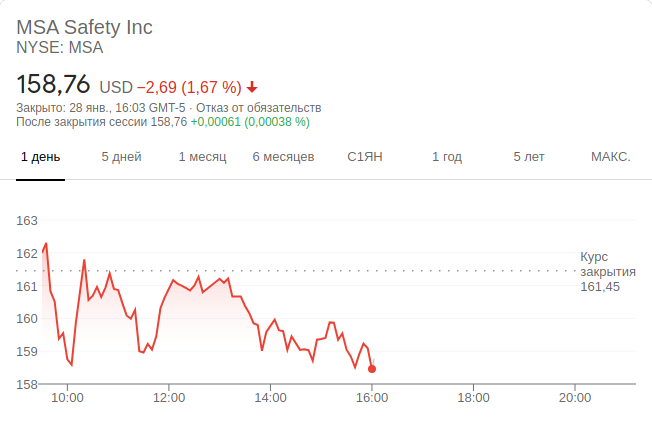 MSA Safety Inc
NYSE: MSA
158,76 USD −2,69 (1,67 %)
Закрыто: 28 янв., 16:03 GMT-5 · Отказ от обязательств
После закрытия сессии 158,76 +0,00061 (0,00038 %)
1 день 5 дней 1 месяц 6 месяцев С1ЯН 1 год 5 лет МАКС.
163
162
161
160
159
158
Курс
закрытия
161,45
10:00 12:00 14:00 16:00 18:00 20:00